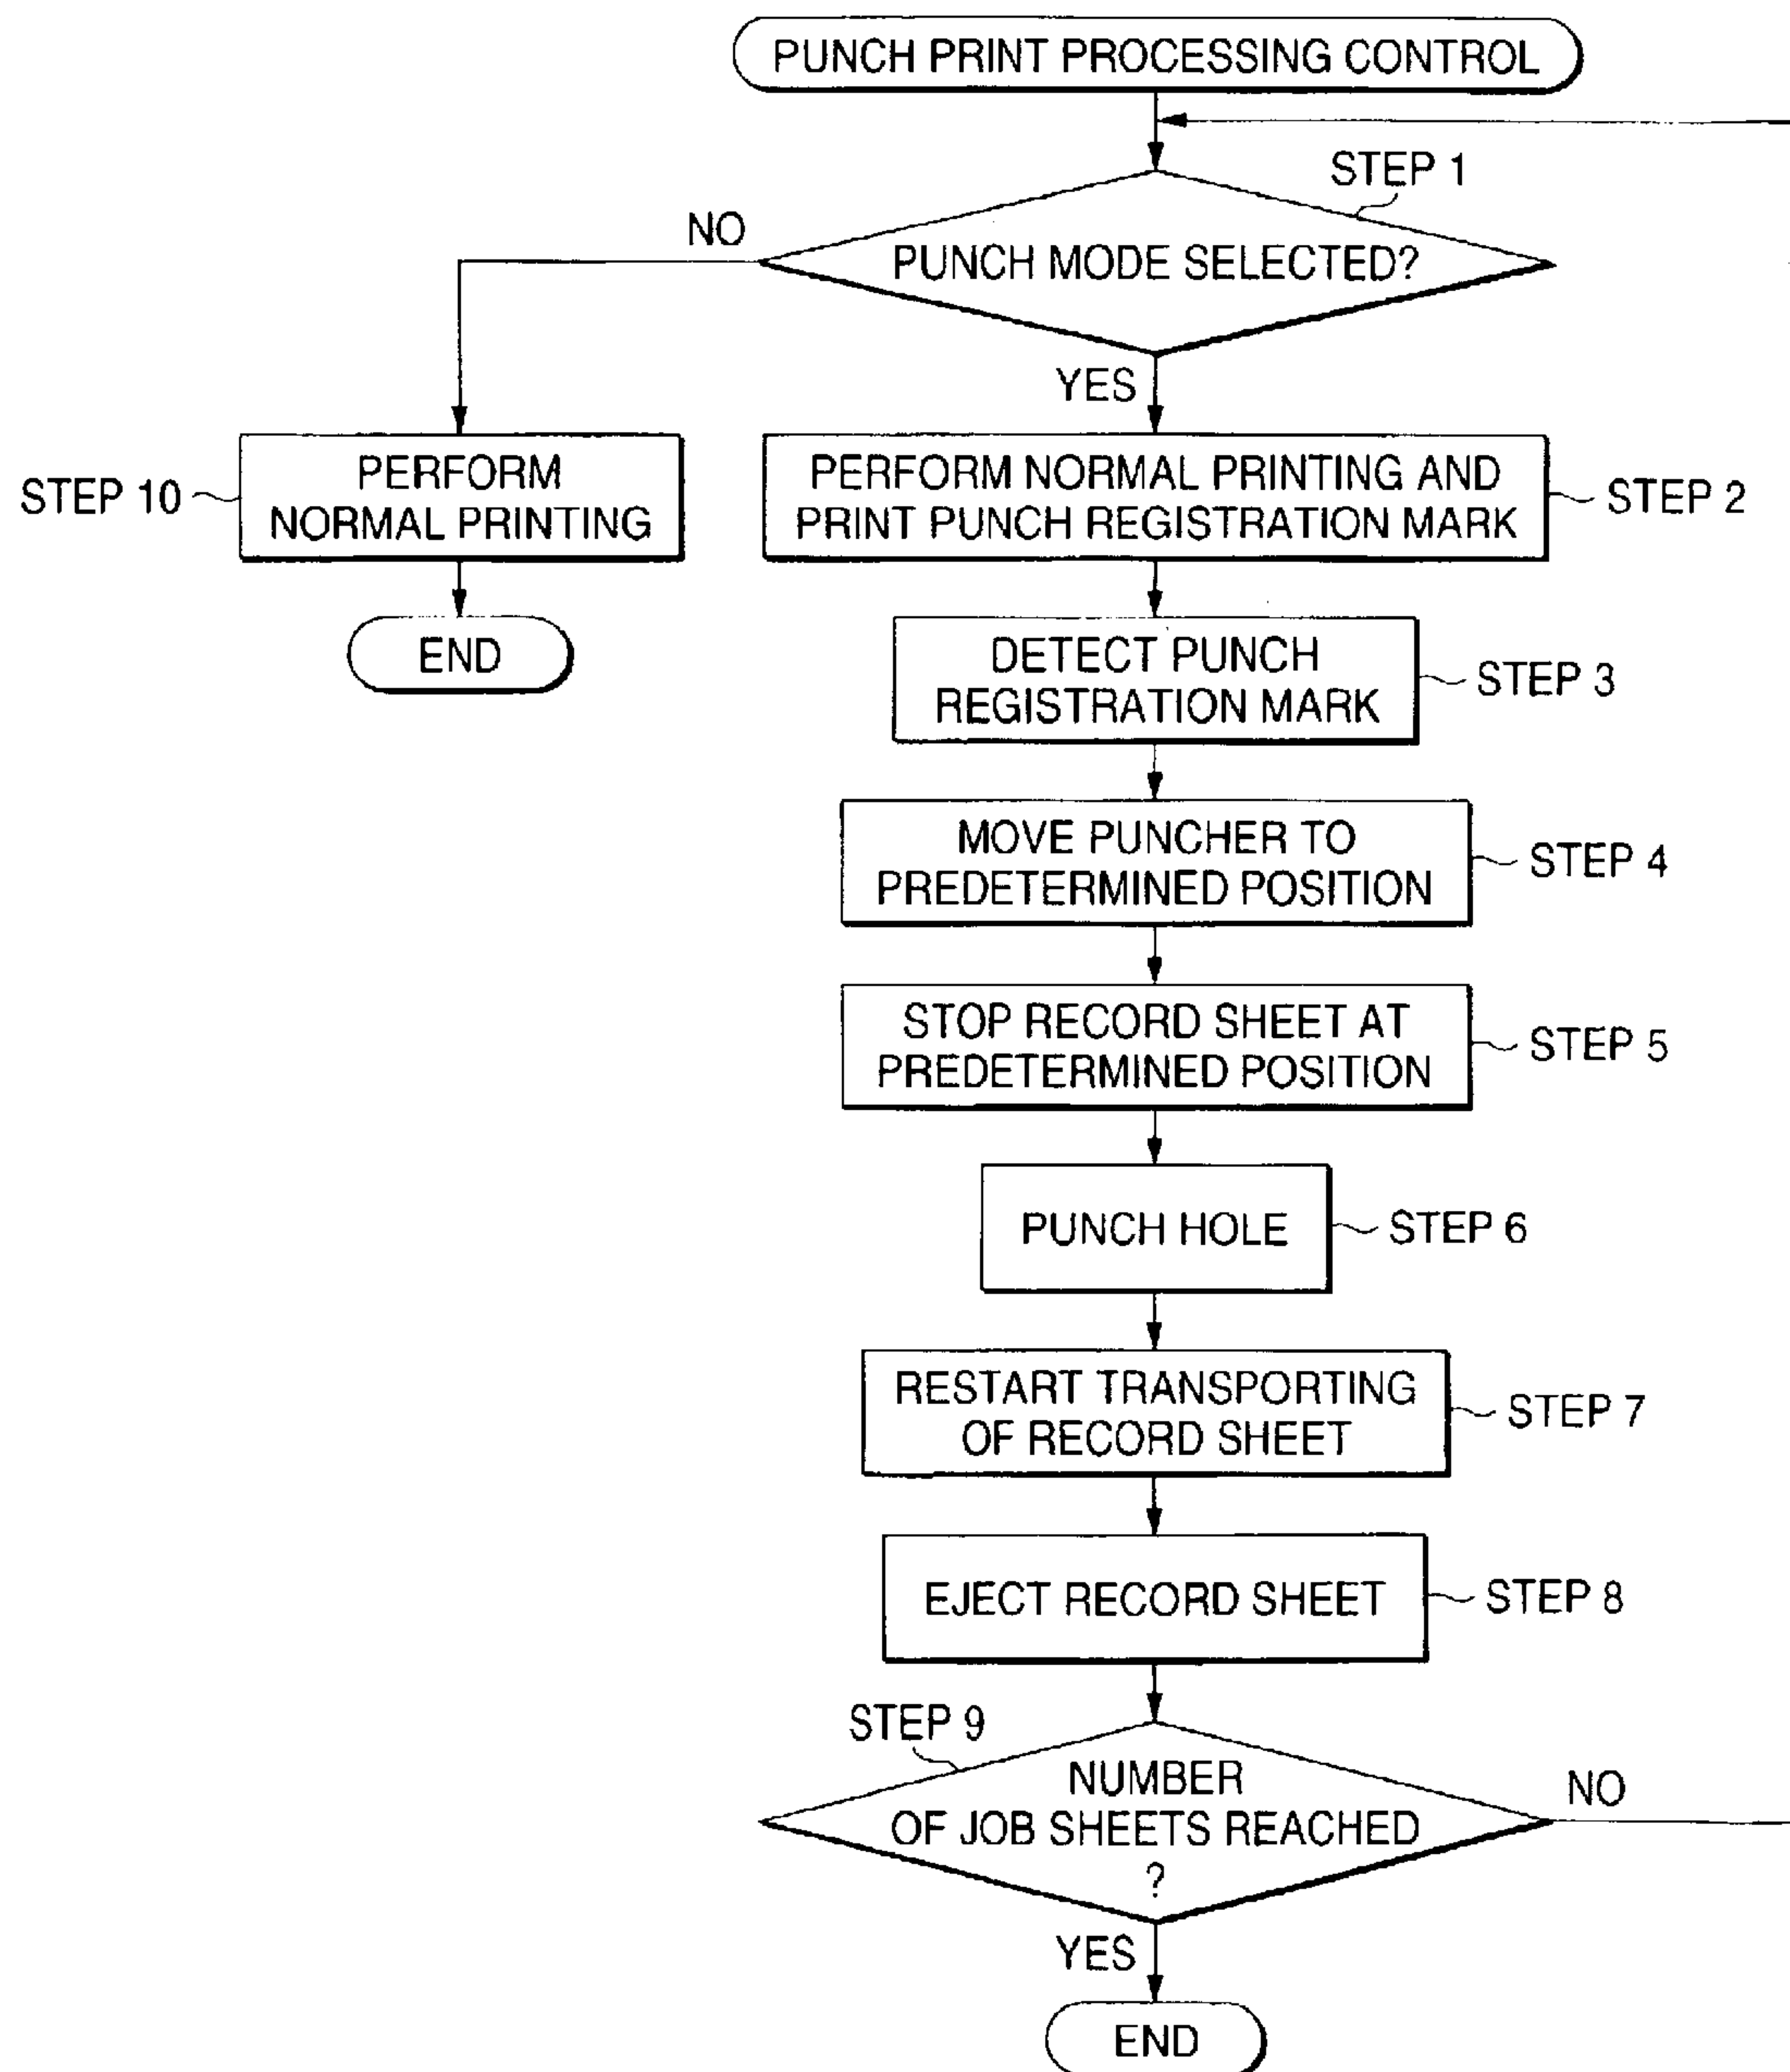 PUNCH PRINT PROCESSING CONTROL
STEP 1
NO
PUNCH MODE SELECTED?
YES
STEP 10
PERFORM
NORMAL PRINTING
END
PERFORM NORMAL PRINTING AND
PRINT PUNCH REGISTRATION MARK
STEP 2
DETECT PUNCH
REGISTRATION MARK
STEP 3
MOVE PUNCHER TO
PREDETERMINED POSITION
STEP 4
STOP RECORD SHEET AT
PREDETERMINED POSITION
STEP 5
PUNCH HOLE
STEP 6
RESTART TRANSPORTING
OF RECORD SHEET
STEP 7
EJECT RECORD SHEET
STEP 8
STEP 9
NUMBER
OF JOB SHEETS REACHED
?
NO
YES
END